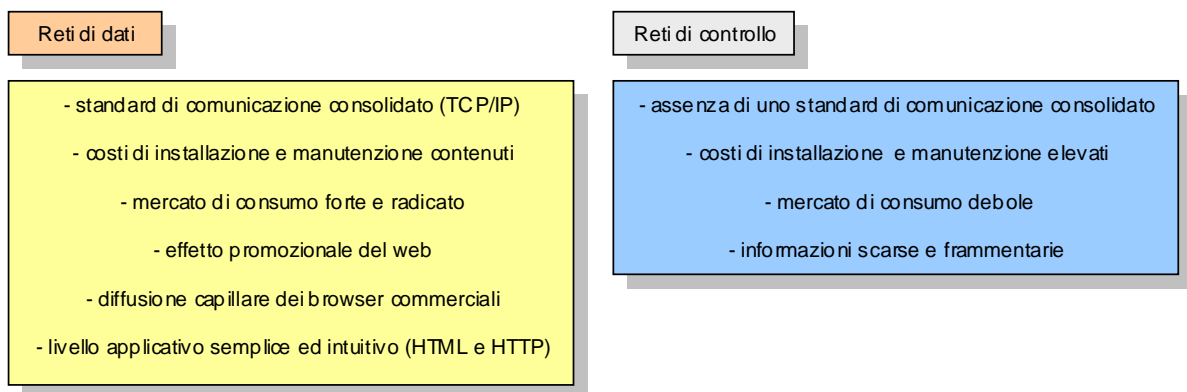 Reti di dati
- standard di comunicazione consolidato (TCP/IP)
- costi di installazione e manutenzione contenuti
- mercato di consumo forte e radicato
- effetto promozionale del web
- diffusione capillare dei browser commerciali
- livello applicativo semplice ed intuitivo (HTML e HTTP)
Reti di controllo
- assenza di uno standard di comunicazione consolidato
- costi di installazione e manutenzione elevati
- mercato di consumo debole
- informazioni scarse e frammentarie